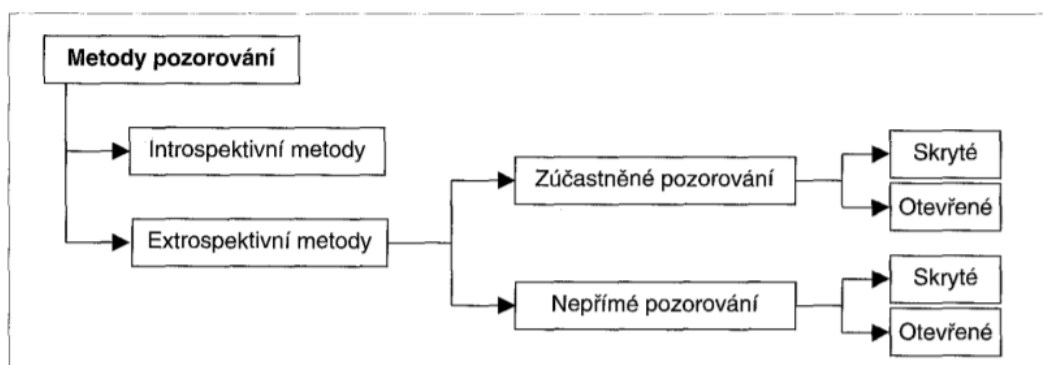 Metody pozorování
Introspektivní metody
Extrospektivní metody
Zúčastněné pozorování
Skryté
Otevřené
Nepřímé pozorování
Skryté
Otevřené